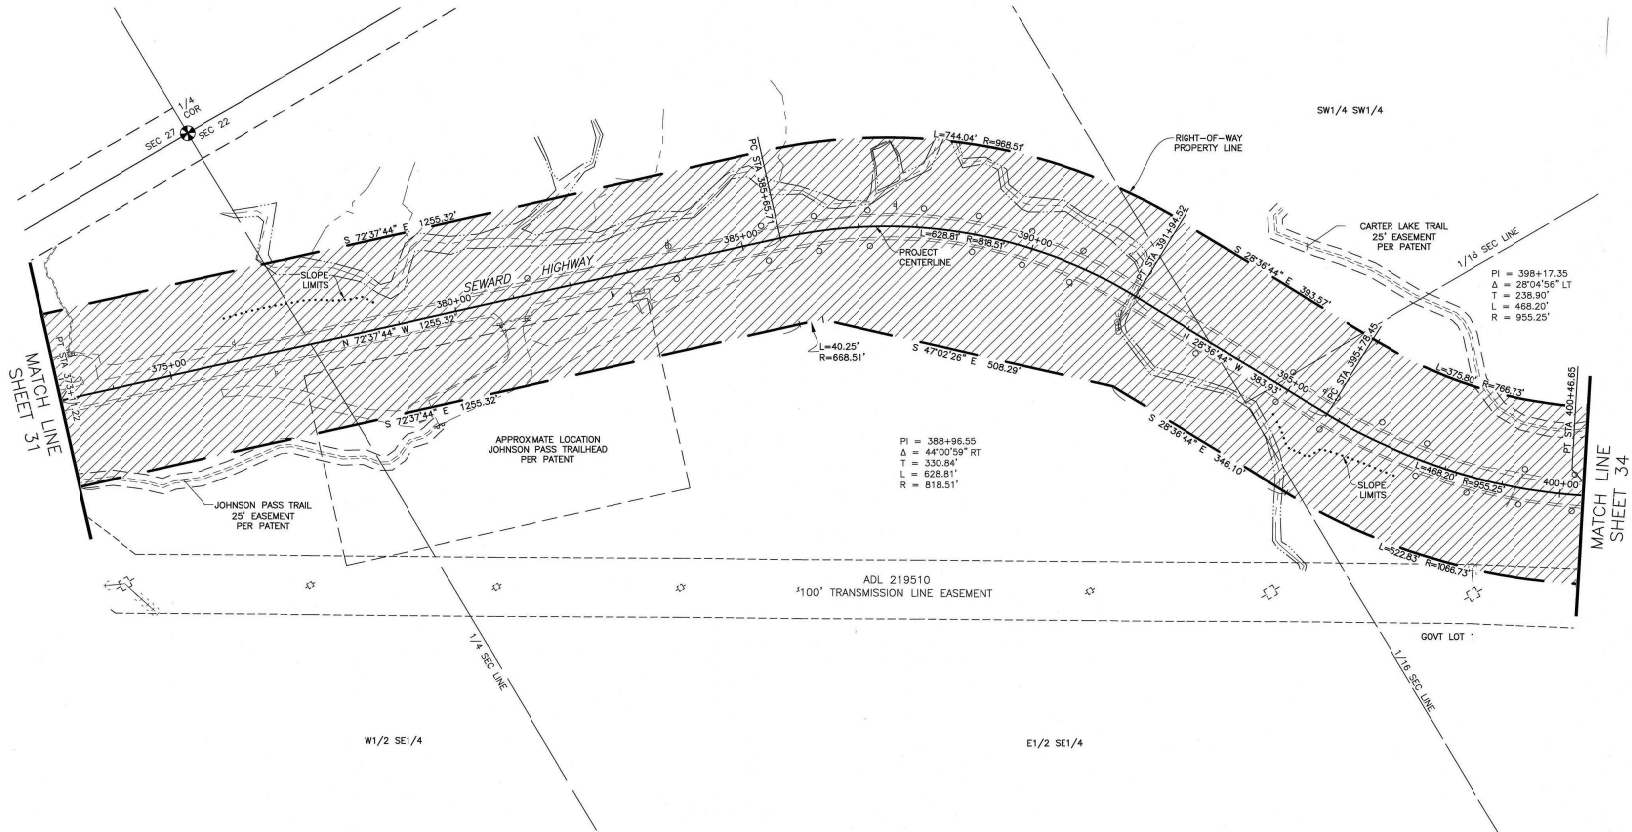 1/4
COR
SEC 27
SEC 22
SW1/4 SW1/4
RIGHT-OF-WAY
PROPERTY LINE
L=744.04' R=968.51'
PC STA 385+65.71
S 72°37'44" E 1255.32'
SLOPE
LIMITS
SEWARD HIGHWAY
385+00
380+00
375+00
N 72°37'44" W 1255.32'
PT STA 373+11.22
MATCH LINE
SHEET 31
L=628.81' R=818.51'
390+00
PROJECT
CENTERLINE
PT STA 391+94.52
S 28°36'44" E 393.57'
CARTER LAKE TRAIL
25' EASEMENT
PER PATENT
1/16 SEC LINE
PI = 398+17.35
Δ = 28°04'56" LT
T = 238.90'
L = 468.20'
R = 955.25'
L=40.25'
R=668.51'
S 47°02'26" E 508.29'
28°36'44" W 383.93'
395+00
PC STA 395+78.45
L=375.80' R=766.73'
PT STA 400+46.65
S 72°37'44" E 1255.32'
APPROXMATE LOCATION
JOHNSON PASS TRAILHEAD
PER PATENT
PI = 388+96.55
Δ = 44°00'59" RT
T = 330.84'
L = 628.81'
R = 818.51'
S 28°36'44" E 346.10'
SLOPE
LIMITS
L=468.20' R=955.25'
400+00
MATCH LINE
SHEET 34
JOHNSON PASS TRAIL
25' EASEMENT
PER PATENT
L=522.83' R=1066.73'
ADL 219510
100' TRANSMISSION LINE EASEMENT
GOVT LOT
1/4 SEC LINE
1/16 SEC LINE
W1/2 SE1/4
E1/2 SE1/4